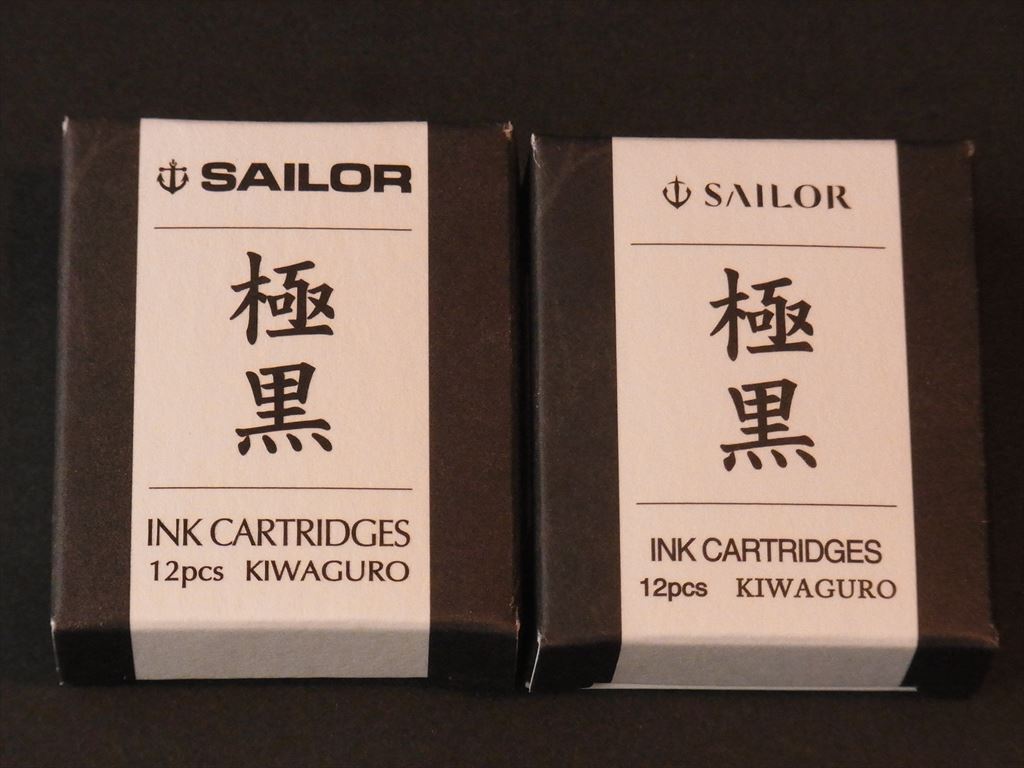 SAILOR
極
黒
INK CARTRIDGES
12pcs KIWAGURO
SAILOR
極
黒
INK CARTRIDGES
12pcs KIWAGURO